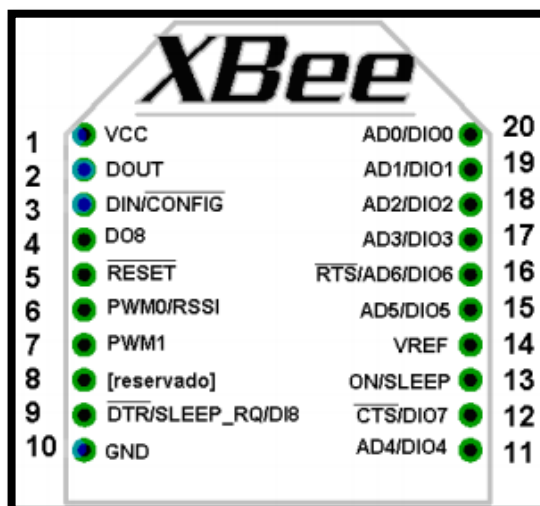 XBee
1 VCC AD0/DIO0 20
2 DOUT AD1/DIO1 19
3 DIN/CONFIG AD2/DIO2 18
4 DO8 AD3/DIO3 17
5 RESET RTS/AD6/DIO6 16
6 PWM0/RSSI AD5/DIO5 15
7 PWM1 VREF 14
8 [reservado] ON/SLEEP 13
9 DTR/SLEEP_RQ/DI8 CTS/DIO7 12
10 GND AD4/DIO4 11